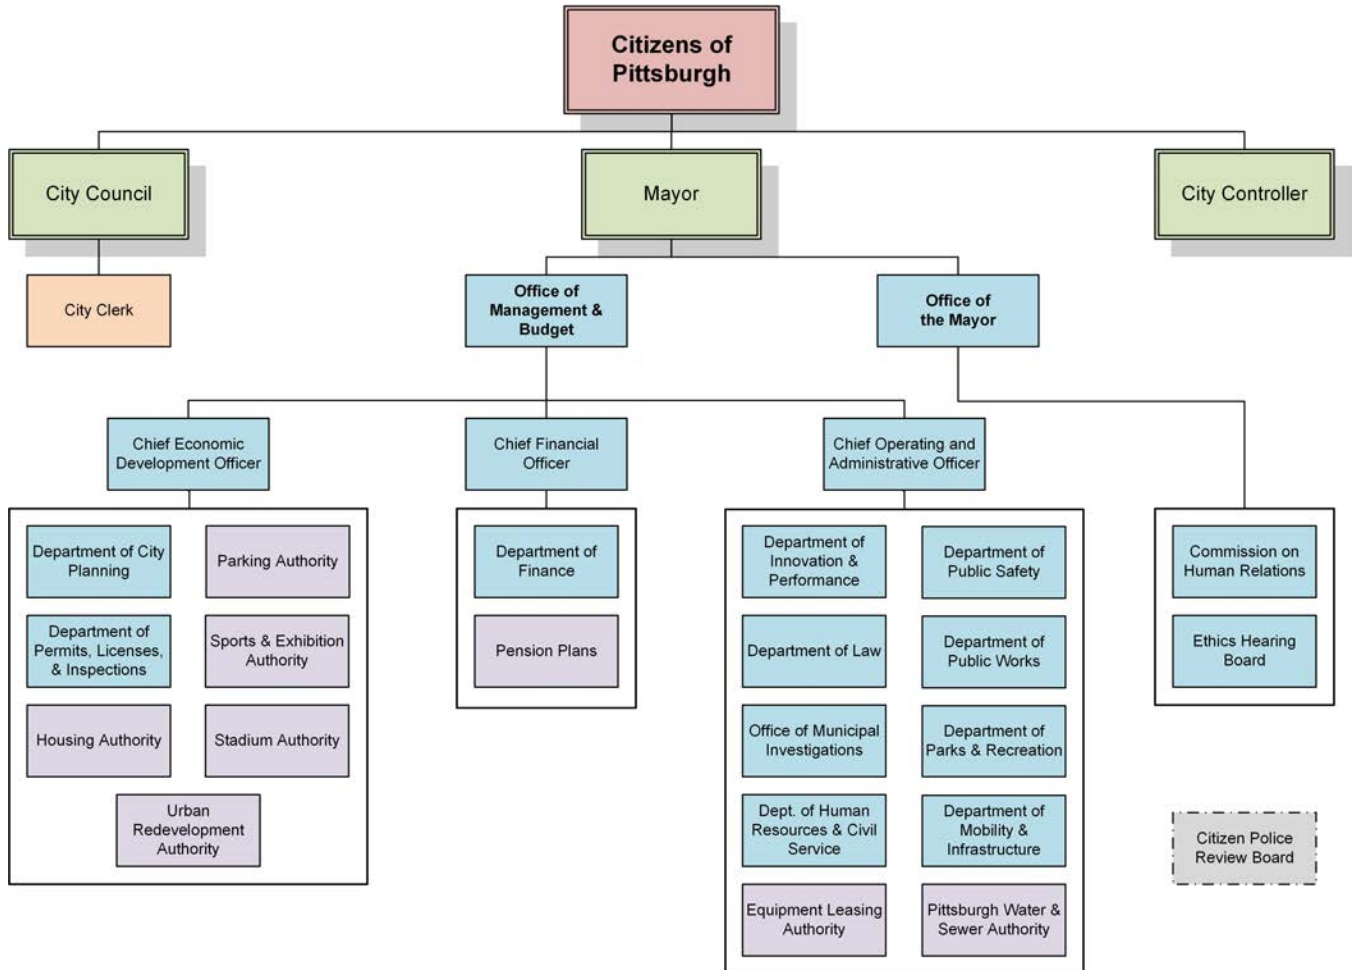 Citizens of
Pittsburgh
City Council
Mayor
City Controller
City Clerk
Office of
Management &
Budget
Office of
the Mayor
Chief Economic
Development Officer
Chief Financial
Officer
Chief Operating and
Administrative Officer
Department of City
Planning
Parking Authority
Department of
Permits, Licenses,
& Inspections
Sports & Exhibition
Authority
Housing Authority
Stadium Authority
Urban
Redevelopment
Authority
Department of
Finance
Pension Plans
Department of
Innovation &
Performance
Department of
Public Safety
Department of Law
Department of
Public Works
Office of Municipal
Investigations
Department of
Parks & Recreation
Dept. of Human
Resources & Civil
Service
Department of
Mobility &
Infrastructure
Equipment Leasing
Authority
Pittsburgh Water &
Sewer Authority
Commission on
Human Relations
Ethics Hearing
Board
Citizen Police
Review Board